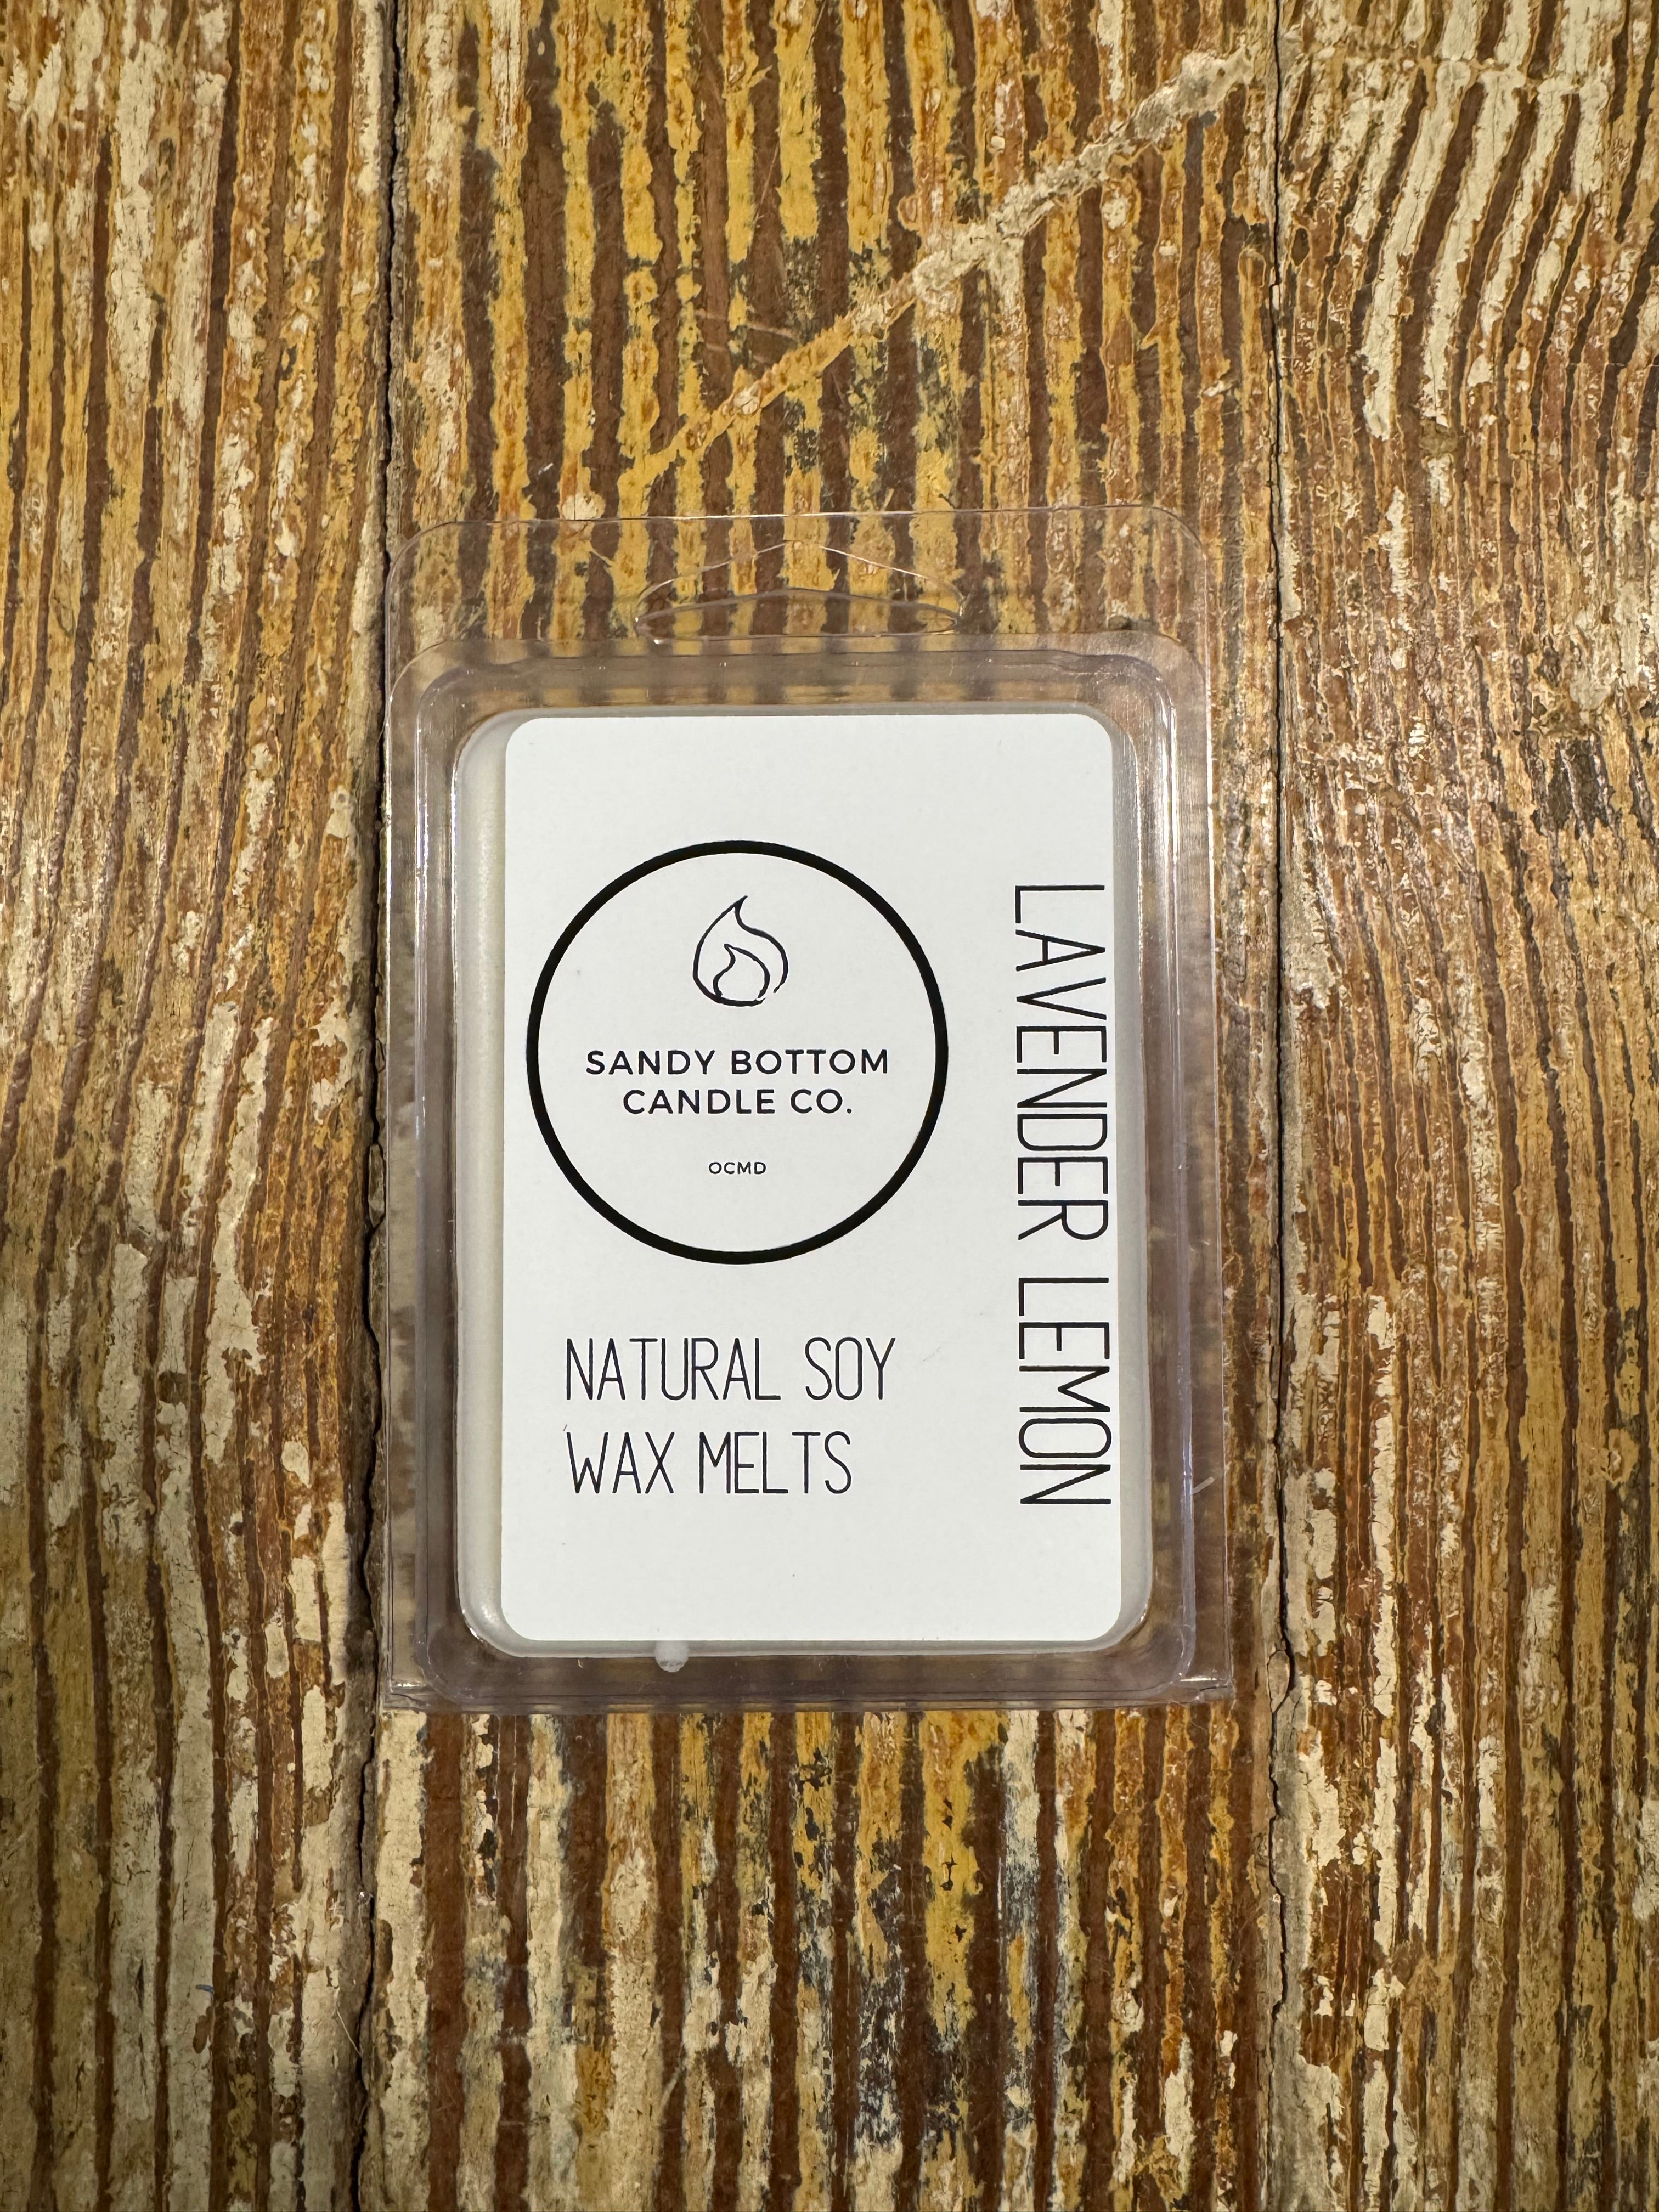 SANDY BOTTOM
CANDLE CO.
OCMD
NATURAL SOY
WAX MELTS
LAVENDER LEMON